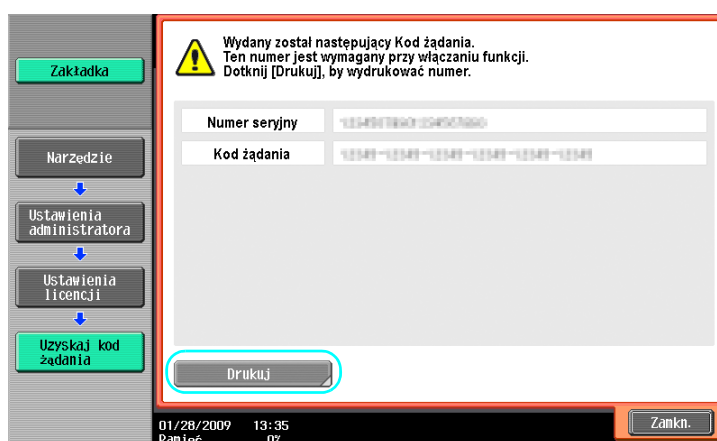 Zakładka
Wydany został następujący Kod żądania.
Ten numer jest wymagany przy włączaniu funkcji.
Dotknij [Drukuj], by wydrukować numer.
Numer seryjny
Kod żądania
Narzędzie
Ustawienia
administratora
Ustawienia
licencji
Uzyskaj kod
żądania
Drukuj
01/28/2009 13:35
Pamięć 0%
Zamkn.